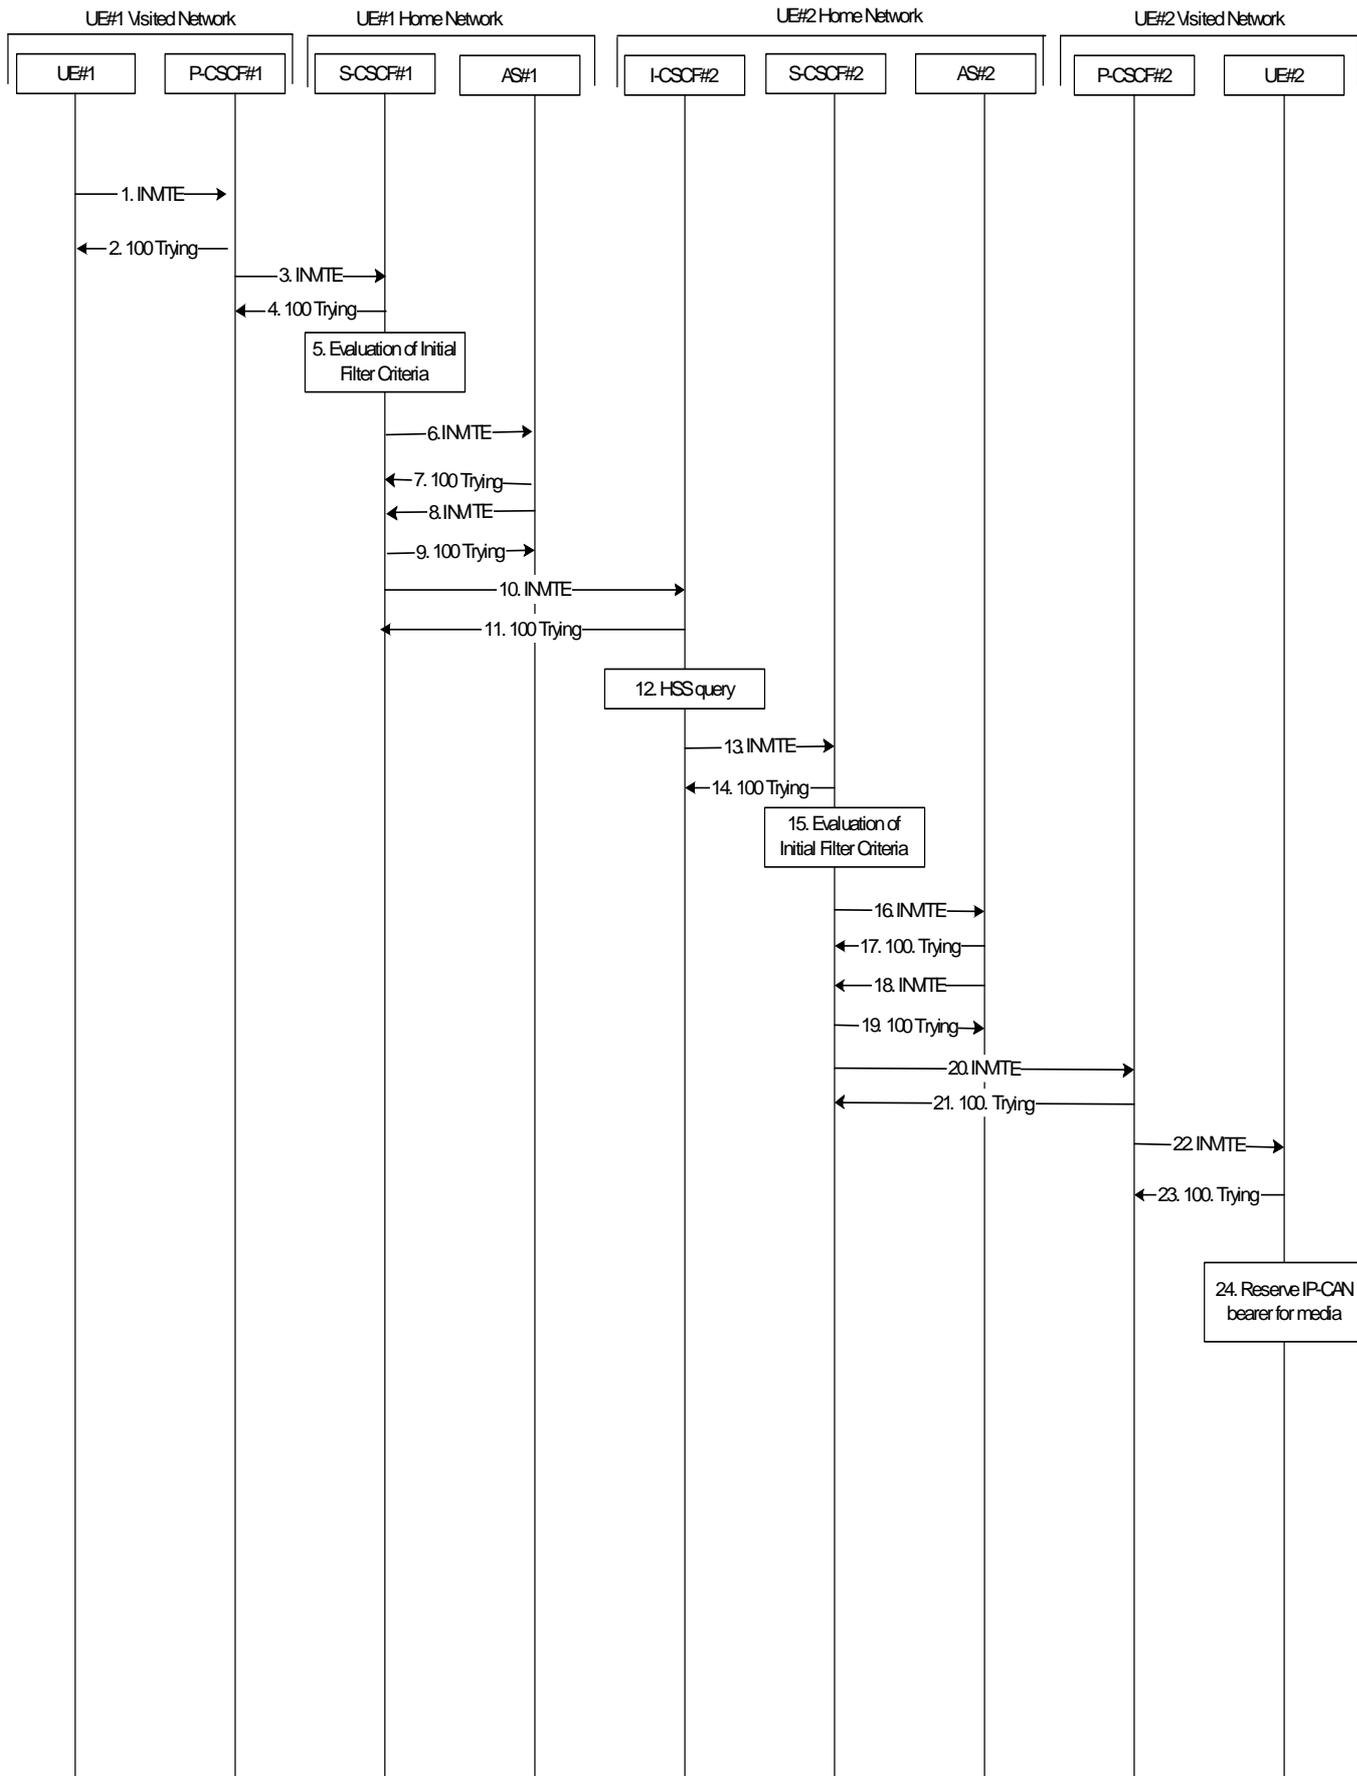 UE#1 Visited Network
UE#1 Home Network
UE#2 Home Network
UE#2 Visited Network
UE#1
P-CSCF#1
S-CSCF#1
AS#1
I-CSCF#2
S-CSCF#2
AS#2
P-CSCF#2
UE#2
1. INVITE
2. 100 Trying
3. INVITE
4. 100 Trying
5. Evaluation of Initial
Filter Criteria
6. INVITE
7. 100 Trying
8. INVITE
9. 100 Trying
10. INVITE
11. 100 Trying
12. HSS query
13. INVITE
14. 100 Trying
15. Evaluation of
Initial Filter Criteria
16. INVITE
17. 100. Trying
18. INVITE
19. 100 Trying
20. INVITE
21. 100. Trying
22. INVITE
23. 100. Trying
24. Reserve IP-CAN
bearer for media